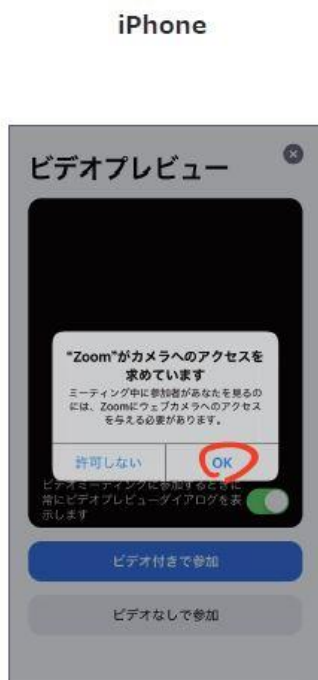 iPhone
ビデオプレビュー
"Zoom"がカメラへのアクセスを
求めています
ミーティング中に参加者があなたを見るの
には、Zoomにウェブカメラへのアクセス
を与える必要があります。
許可しない
OK
ビデオミーティングに参加するときに
常にビデオプレビューダイアログを表
示します
ビデオ付きで参加
ビデオなしで参加